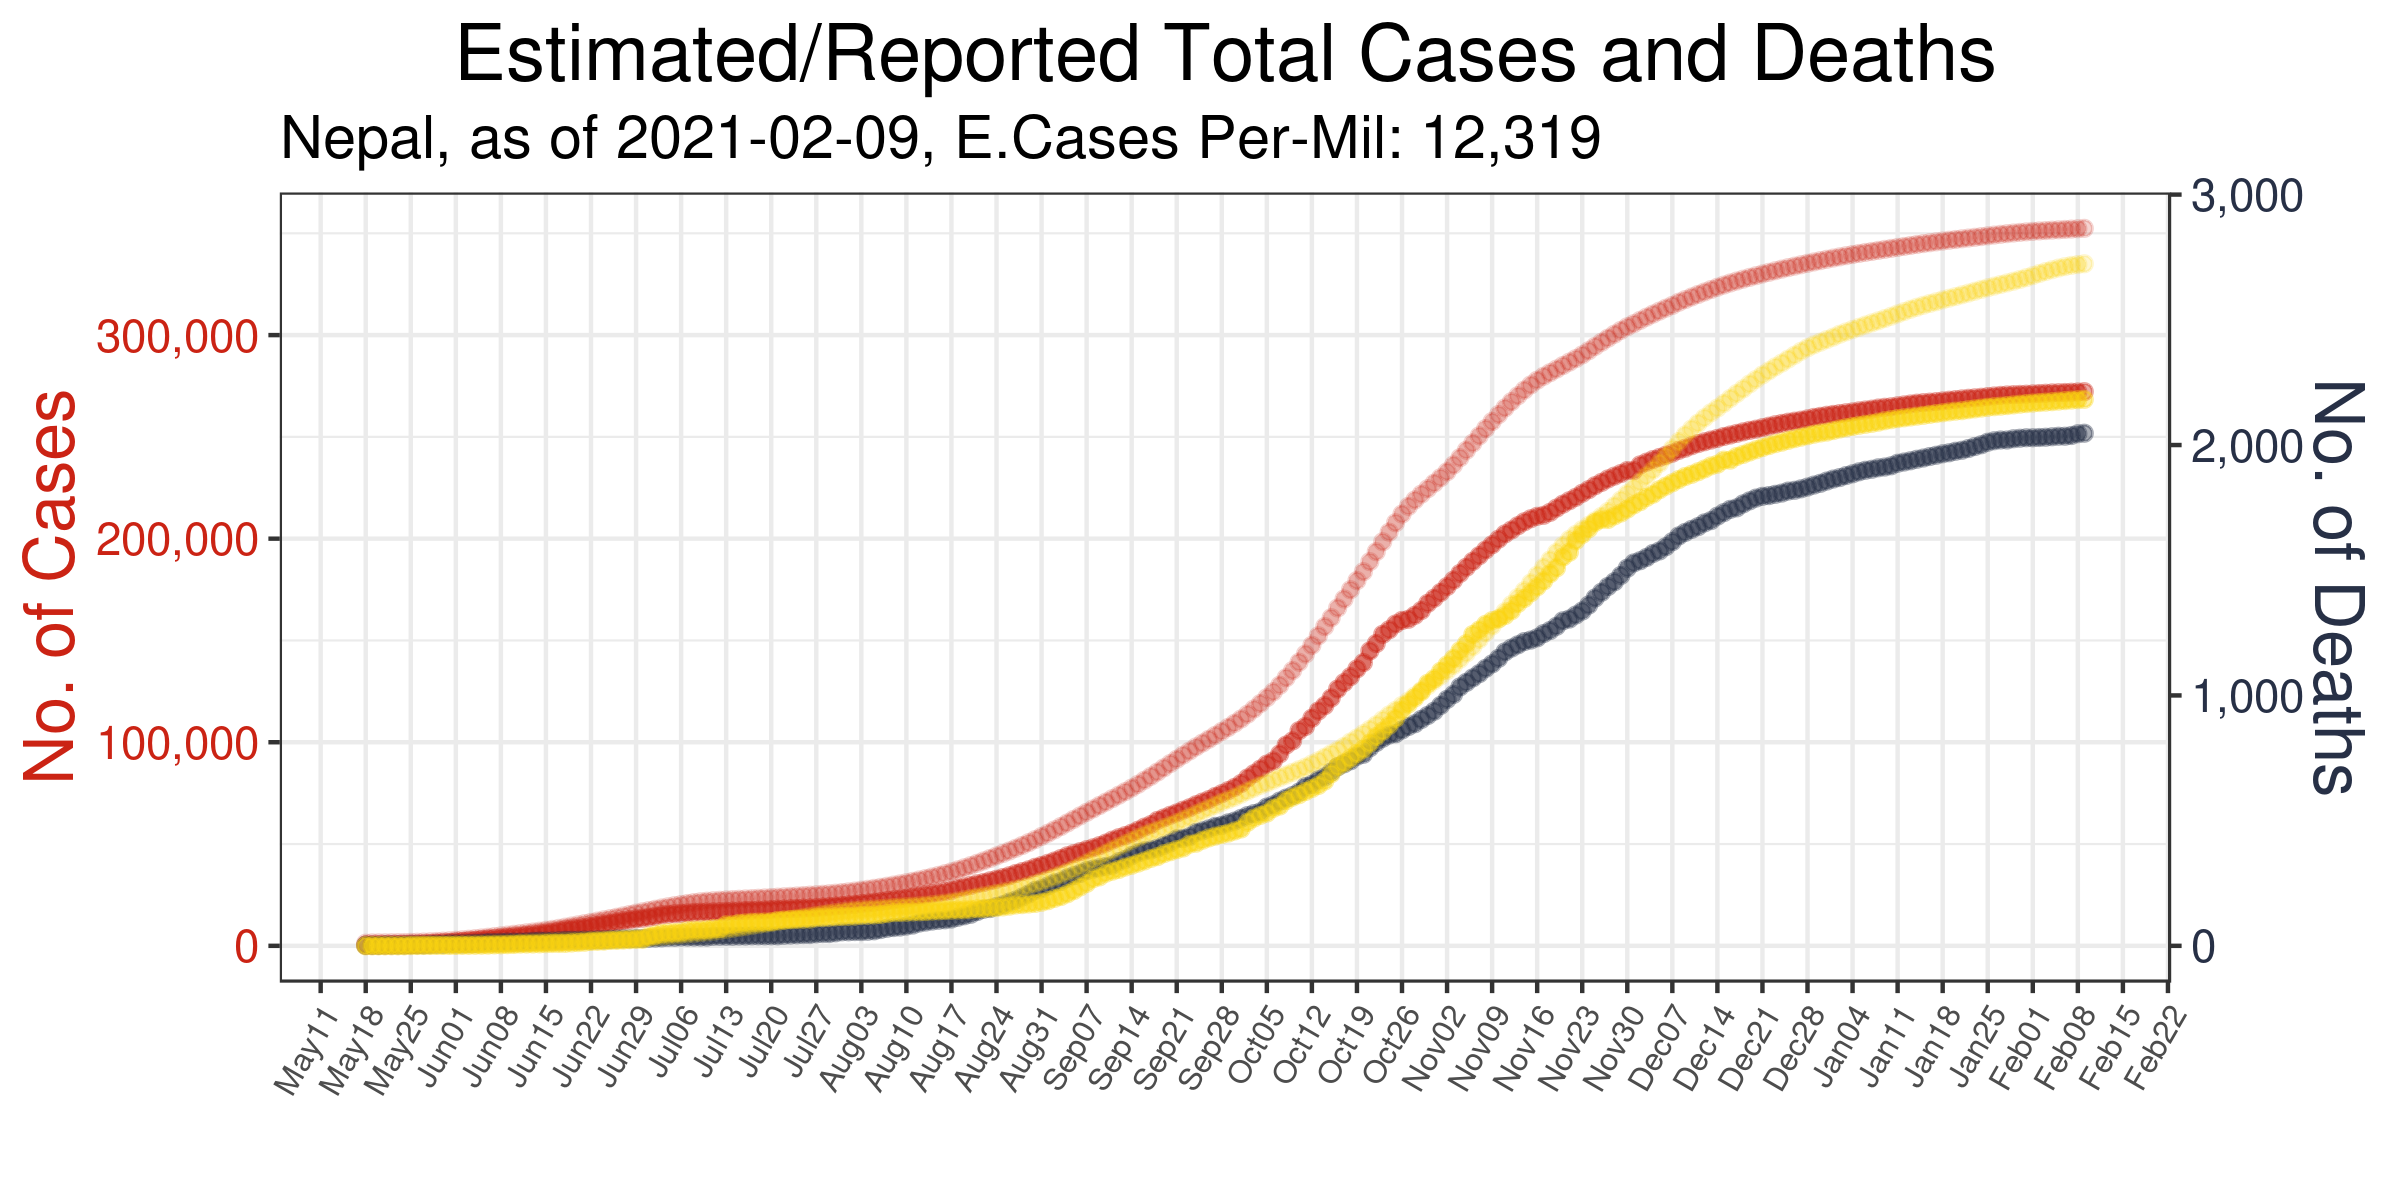 Estimated/Reported Total Cases and Deaths
Nepal, as of 2021-02-09, E.Cases Per-Mil: 12,319
No. of Cases
300,000
200,000
100,000
0
3,000
2,000
1,000
0
No. of Deaths
May11
May18
May25
Jun01
Jun08
Jun15
Jun22
Jun29
Jul06
Jul13
Jul20
Jul27
Aug03
Aug10
Aug17
Aug24
Aug31
Sep07
Sep14
Sep21
Sep28
Oct05
Oct12
Oct19
Oct26
Nov02
Nov09
Nov16
Nov23
Nov30
Dec07
Dec14
Dec21
Dec28
Jan04
Jan11
Jan18
Jan25
Feb01
Feb08
Feb15
Feb22